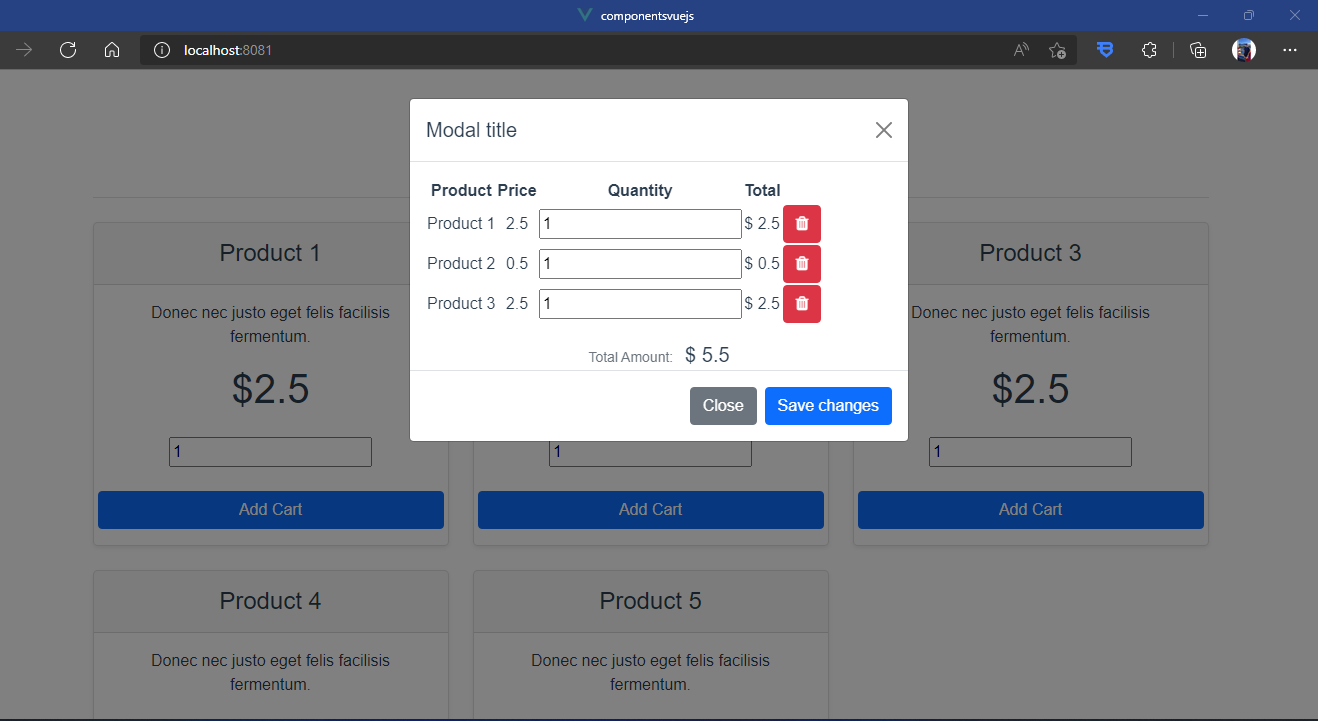 componentsvuejs
localhost:8081
Modal title
Product Price Quantity Total
Product 1 2.5 1 $ 2.5
Product 2 0.5 1 $ 0.5
Product 3 2.5 1 $ 2.5
Total Amount: $ 5.5
Close Save changes
Product 1 Product 3
Donec nec justo eget felis facilisis Donec nec justo eget felis facilisis
fermentum. fermentum.
$2.5 $2.5
1 1 1
Add Cart Add Cart Add Cart
Product 4 Product 5
Donec nec justo eget felis facilisis Donec nec justo eget felis facilisis
fermentum. fermentum.